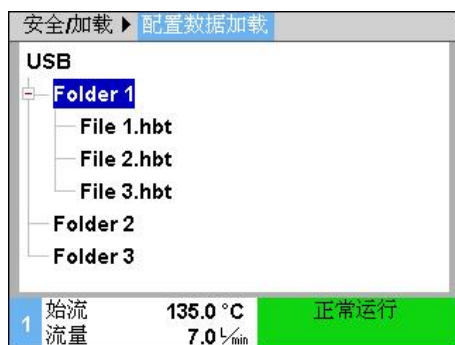 安全/加载 ▶ 配置数据加载
USB
Folder 1
File 1.hbt
File 2.hbt
File 3.hbt
Folder 2
Folder 3
1 始流 135.0 °C 正常运行
流量 7.0 L/min